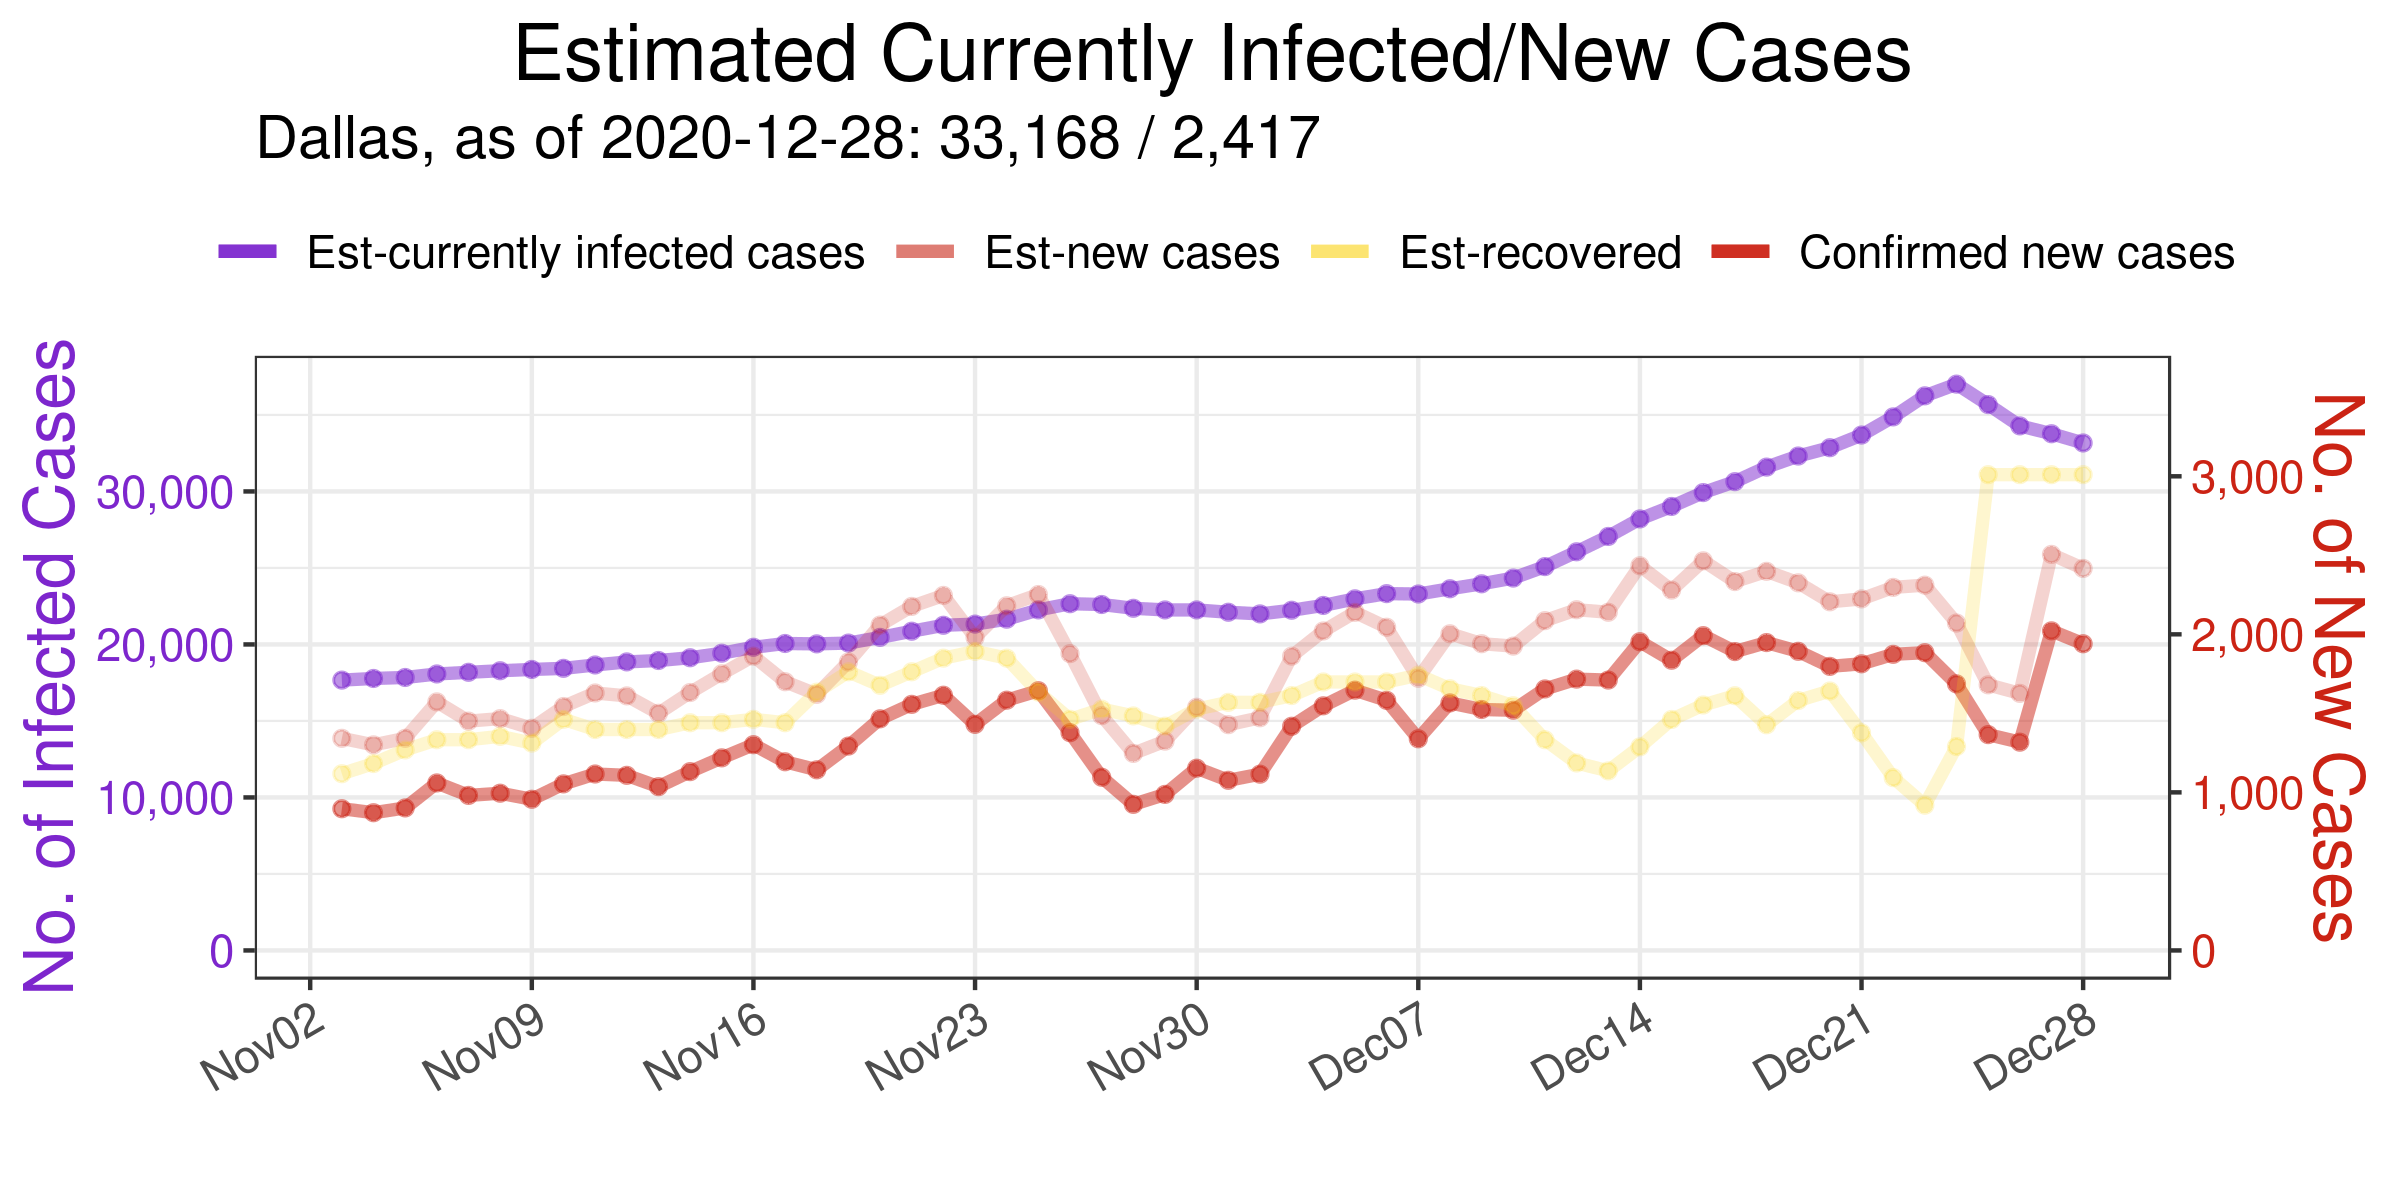 Estimated Currently Infected/New Cases
Dallas, as of 2020-12-28: 33,168 / 2,417
Est-currently infected cases Est-new cases Est-recovered Confirmed new cases
No. of Infected Cases
30,000
20,000
10,000
0
3,000
2,000
1,000
0
No. of New Cases
Nov02 Nov09 Nov16 Nov23 Nov30 Dec07 Dec14 Dec21 Dec28